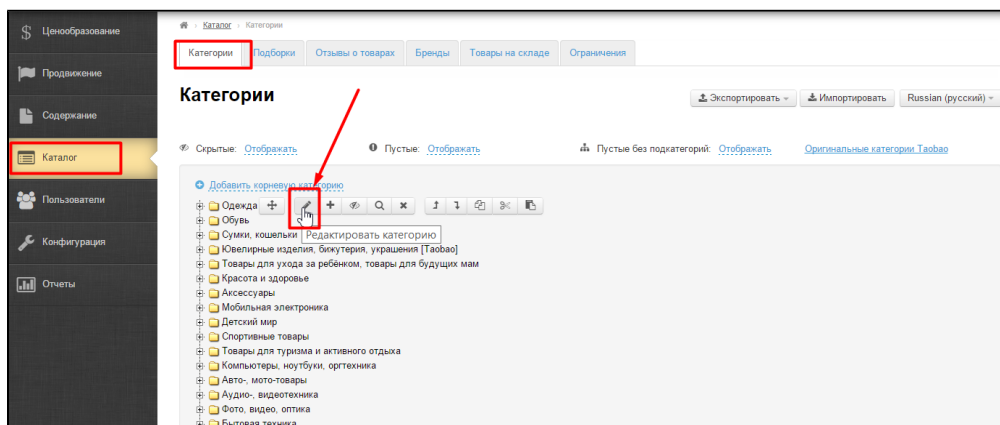 Ценообразование
Продвижение
Содержание
Каталог
Пользователи
Конфигурация
Отчеты
Каталог › Категории
Категории Подборки Отзывы о товарах Бренды Товары на складе Ограничения
Категории
Экспортировать Импортировать Russian (русский)
Скрытые: Отображать Пустые: Отображать Пустые без подкатегорий: Отображать Оригинальные категории Taobao
Добавить корневую категорию
Одежда
Обувь
Сумки, кошельки Редактировать категорию
Ювелирные изделия, бижутерия, украшения [Taobao]
Товары для ухода за ребёнком, товары для будущих мам
Красота и здоровье
Аксессуары
Мобильная электроника
Детский мир
Спортивные товары
Товары для туризма и активного отдыха
Компьютеры, ноутбуки, оргтехника
Авто-, мото-товары
Аудио-, видеотехника
Фото, видео, оптика
Бытовая техника